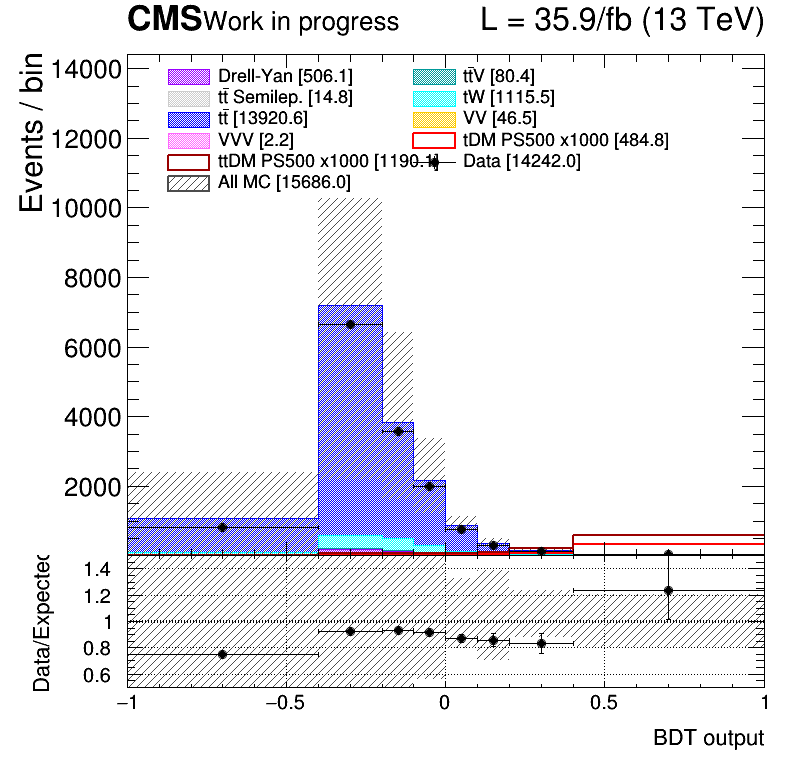 CMS Work in progress L = 35.9/fb (13 TeV)
Events / bin
14000
12000
10000
8000
6000
4000
2000
Drell-Yan [506.1]
tt̄V [80.4]
tt̄ Semilep. [14.8]
tW [1115.5]
tt̄ [13920.6]
VV [46.5]
VVV [2.2]
tDM PS500 x1000 [484.8]
ttDM PS500 x1000 [1190.1]
Data [14242.0]
All MC [15686.0]
Data/Expected
1.4
1.2
1
0.8
0.6
−1 −0.5 0 0.5 1
BDT output